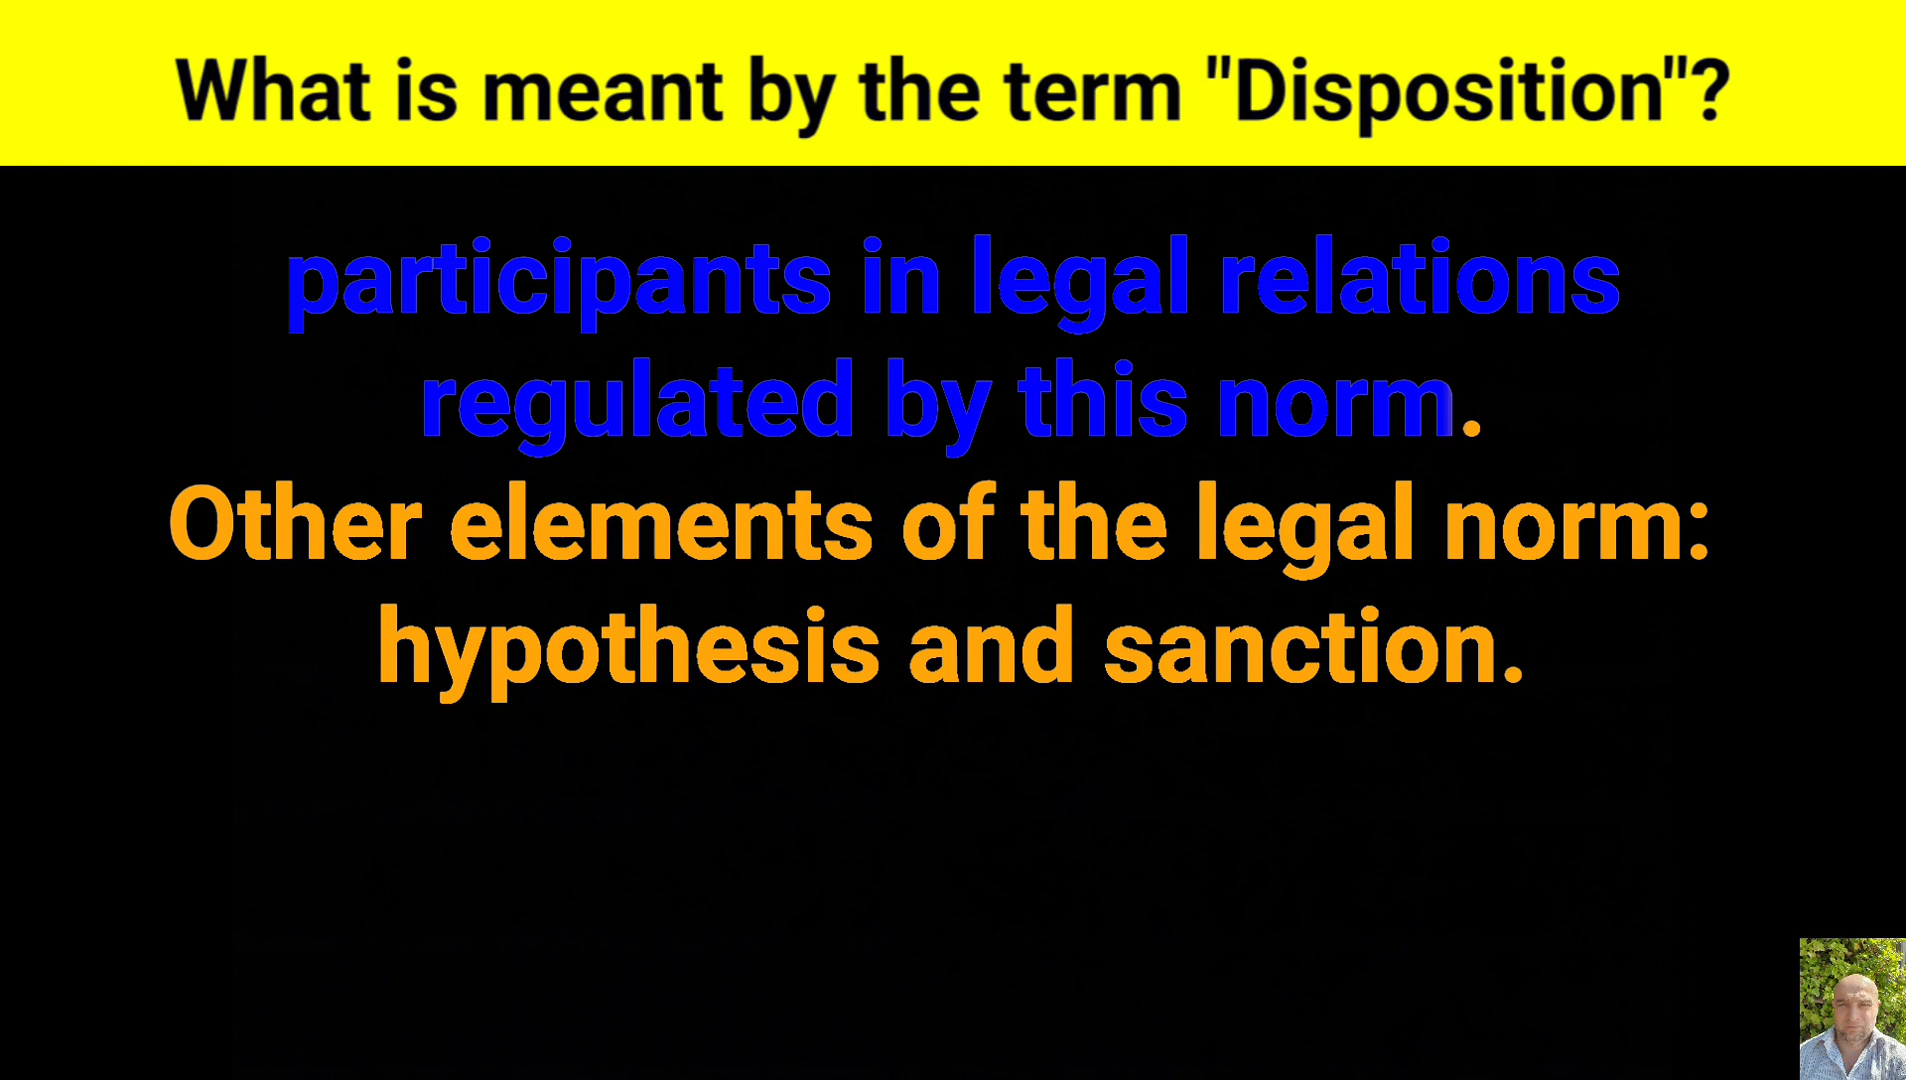 What is meant by the term "Disposition"?
participants in legal relations
regulated by this norm.
Other elements of the legal norm:
hypothesis and sanction.